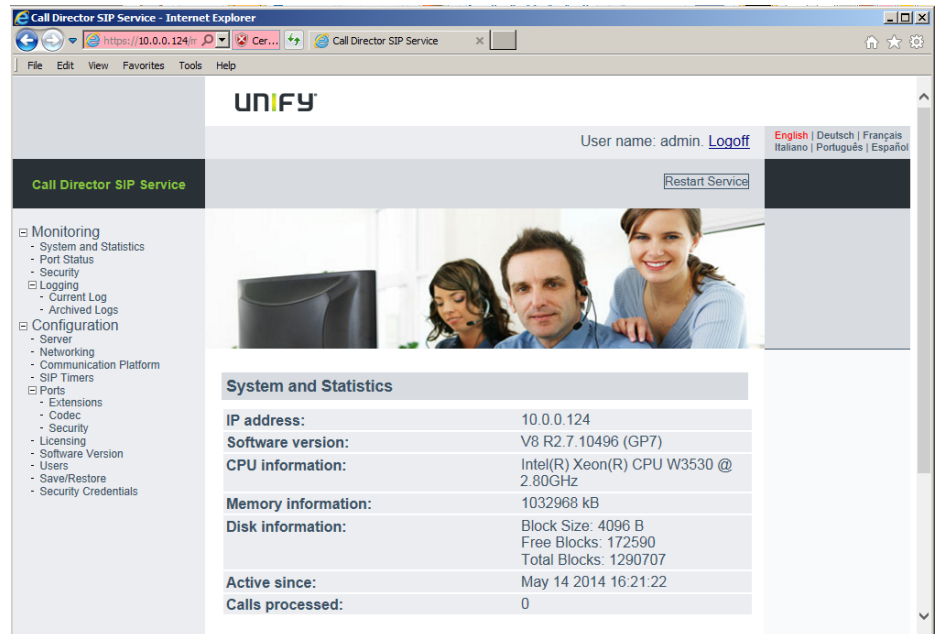 Call Director SIP Service - Internet Explorer
https://10.0.0.124/m
Cer...
Call Director SIP Service
File Edit View Favorites Tools Help
UNIFY
User name: admin. Logoff
English | Deutsch | Français
Italiano | Português | Español
Call Director SIP Service
Restart Service
Monitoring
- System and Statistics
- Port Status
- Security
Logging
- Current Log
- Archived Logs
Configuration
- Server
- Networking
- Communication Platform
- SIP Timers
Ports
- Extensions
- Codec
- Security
- Licensing
- Software Version
- Users
- Save/Restore
- Security Credentials
System and Statistics
IP address: 10.0.0.124
Software version: V8 R2.7.10496 (GP7)
CPU information: Intel(R) Xeon(R) CPU W3530 @
2.80GHz
Memory information: 1032968 kB
Disk information: Block Size: 4096 B
Free Blocks: 172590
Total Blocks: 1290707
Active since: May 14 2014 16:21:22
Calls processed: 0